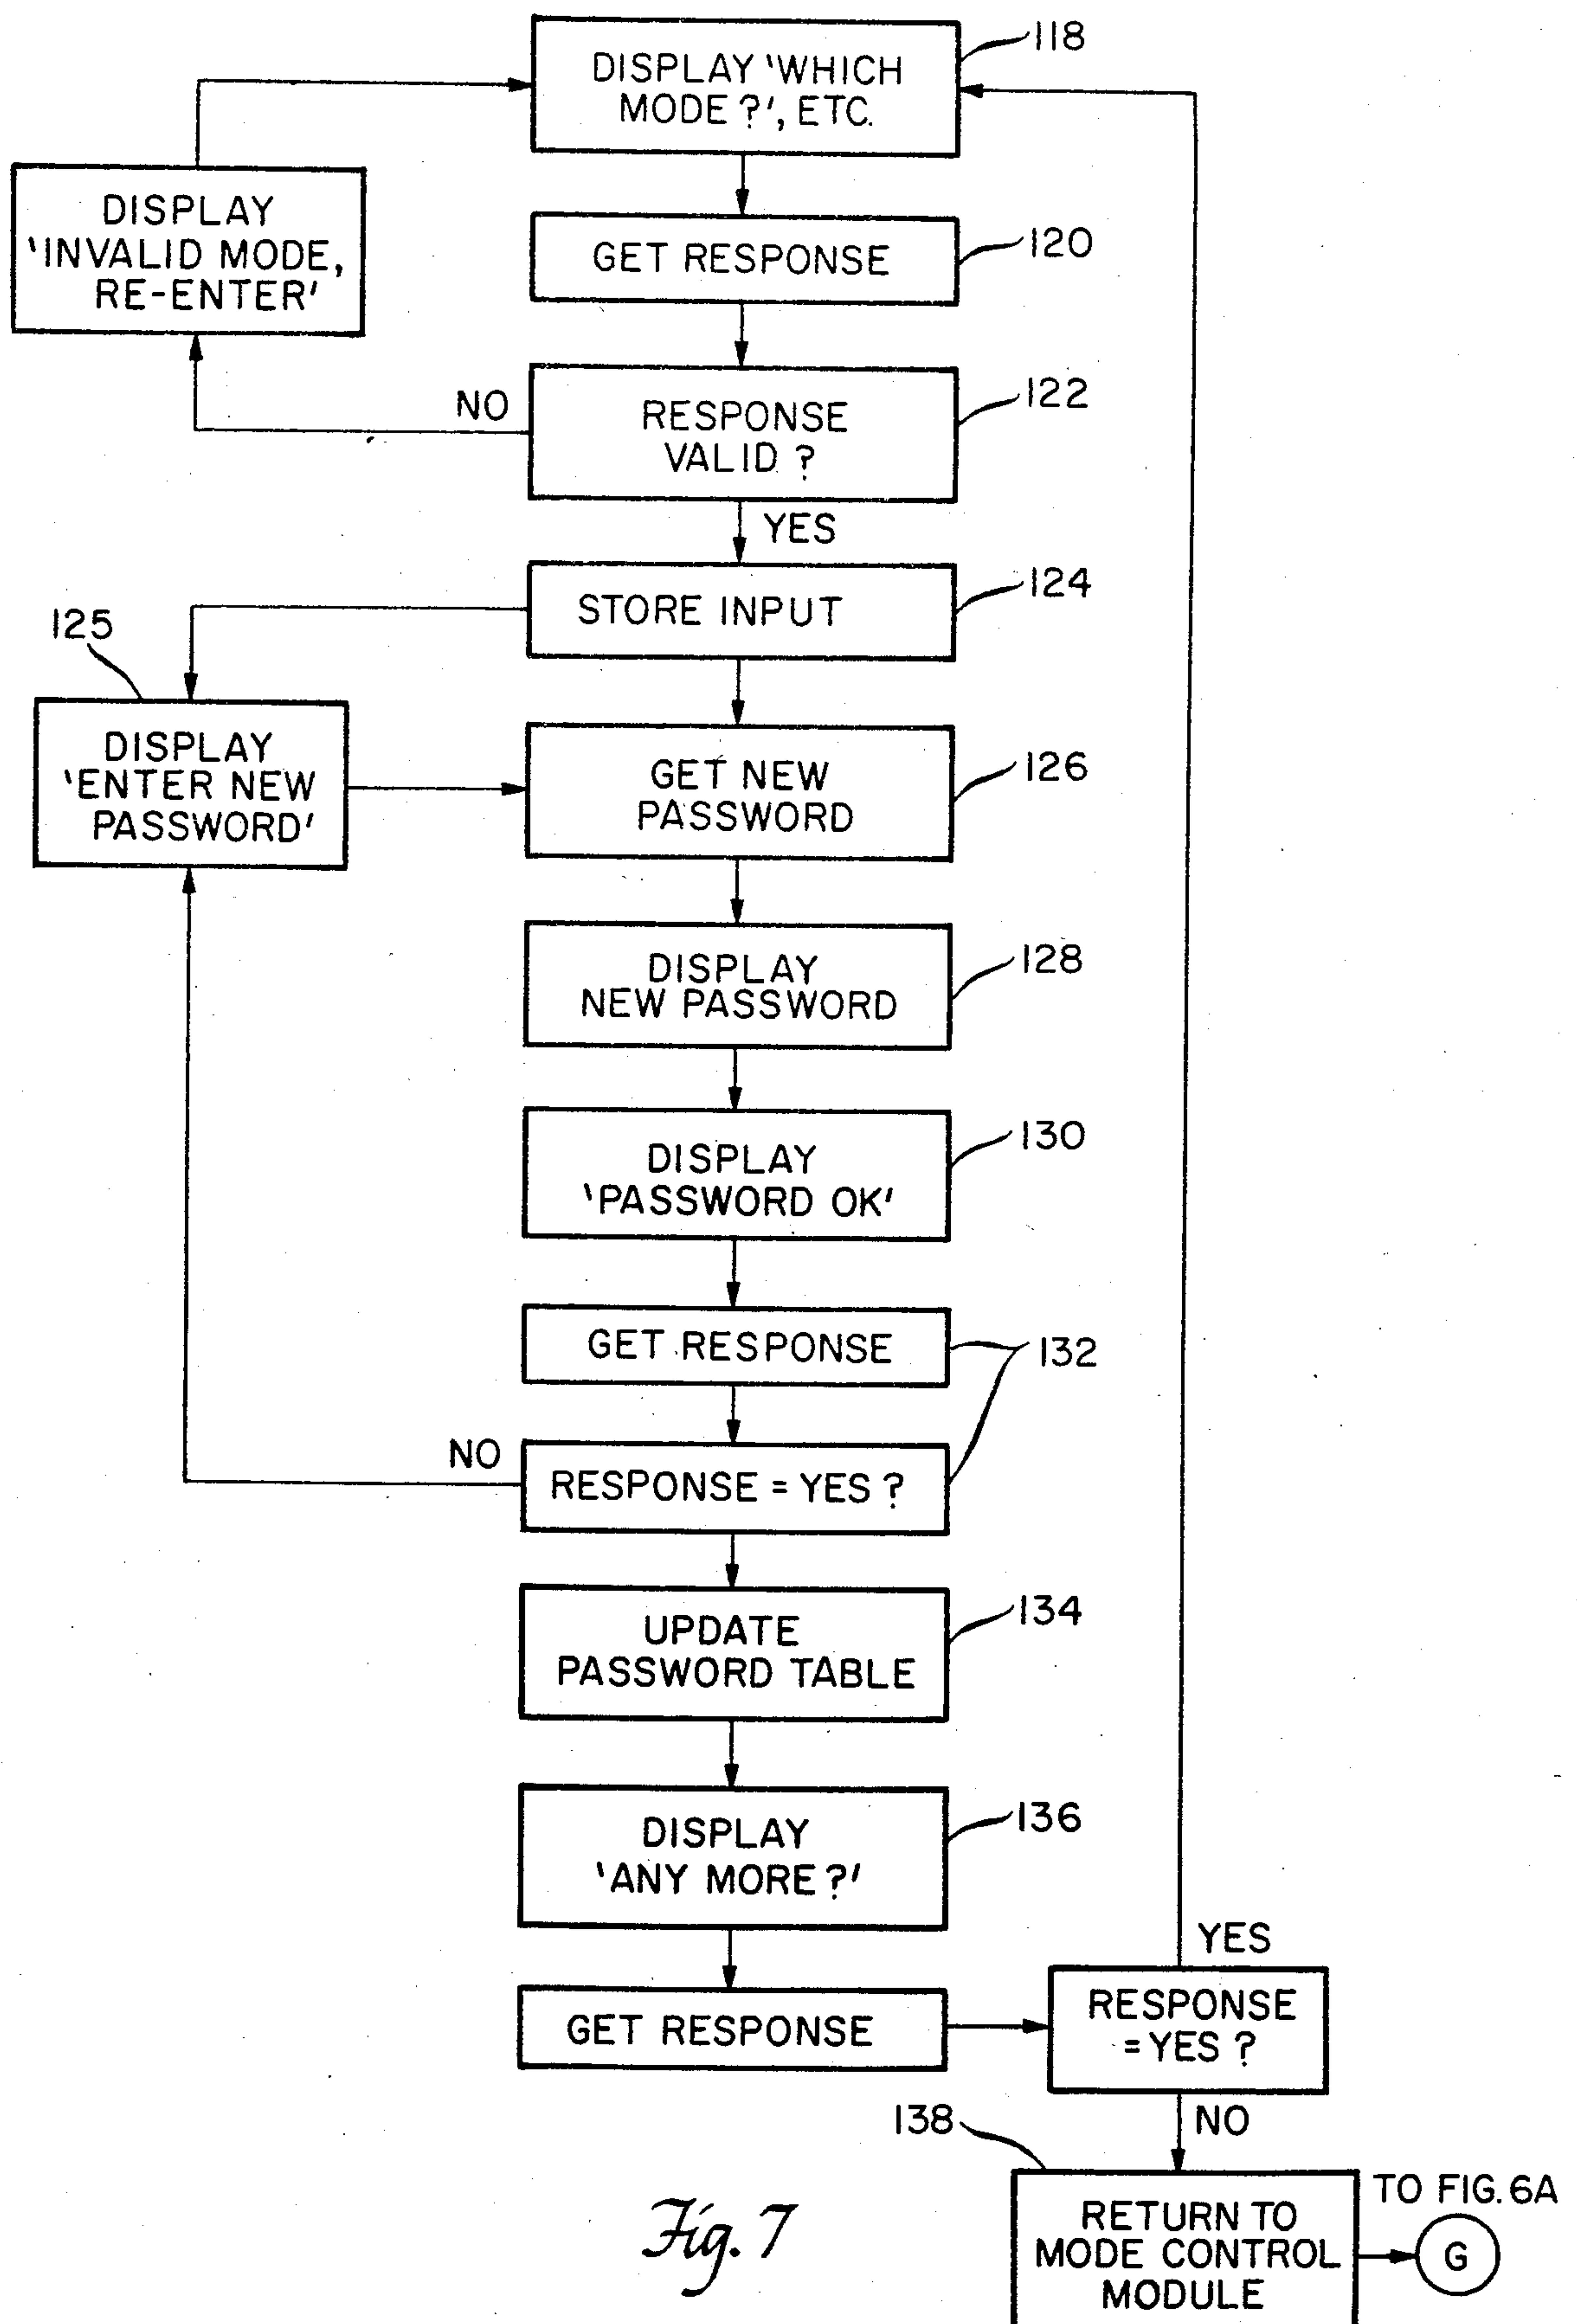 118
DISPLAY 'WHICH
MODE ?', ETC.
DISPLAY
'INVALID MODE,
RE-ENTER'
GET RESPONSE
120
NO
RESPONSE
VALID ?
122
YES
STORE INPUT
124
125
DISPLAY
'ENTER NEW
PASSWORD'
GET NEW
PASSWORD
126
DISPLAY
NEW PASSWORD
128
DISPLAY
'PASSWORD OK'
130
GET RESPONSE
132
NO
RESPONSE = YES ?
UPDATE
PASSWORD TABLE
134
DISPLAY
'ANY MORE ?'
136
YES
GET RESPONSE
RESPONSE
= YES ?
NO
138
RETURN TO
MODE CONTROL
MODULE
TO FIG. 6A
G
Fig. 7